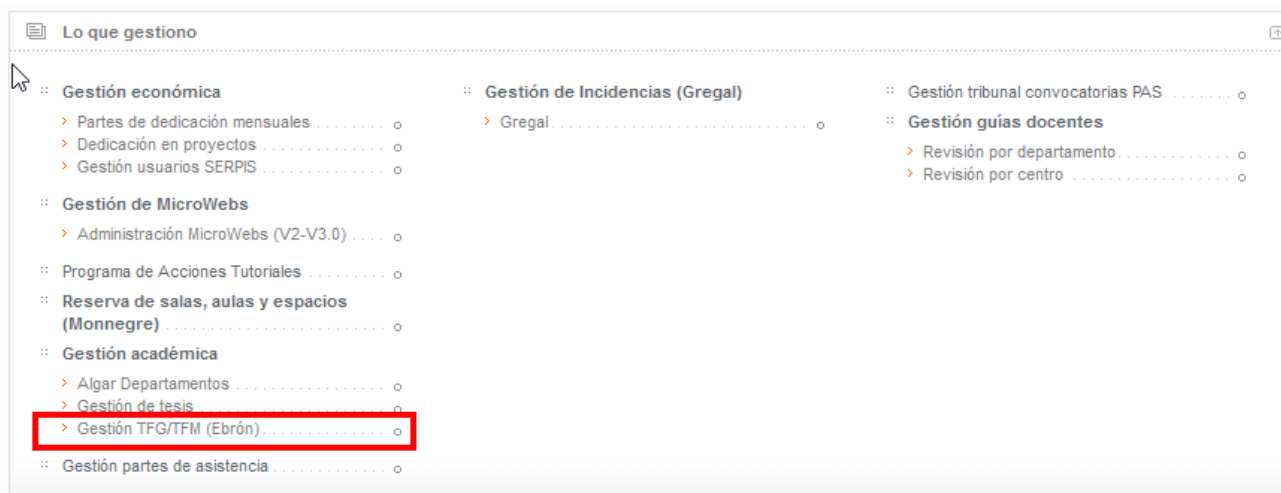 Lo que gestiono
Gestión económica
Partes de dedicación mensuales
Dedicación en proyectos
Gestión usuarios SERPIS
Gestión de MicroWebs
Administración MicroWebs (V2-V3.0)
Programa de Acciones Tutoriales
Reserva de salas, aulas y espacios
(Monnegre)
Gestión académica
Algar Departamentos
Gestión de tesis
Gestión TFG/TFM (Ebrón)
Gestión partes de asistencia
Gestión de Incidencias (Gregal)
Gregal
Gestión tribunal convocatorias PAS
Gestión guías docentes
Revisión por departamento
Revisión por centro